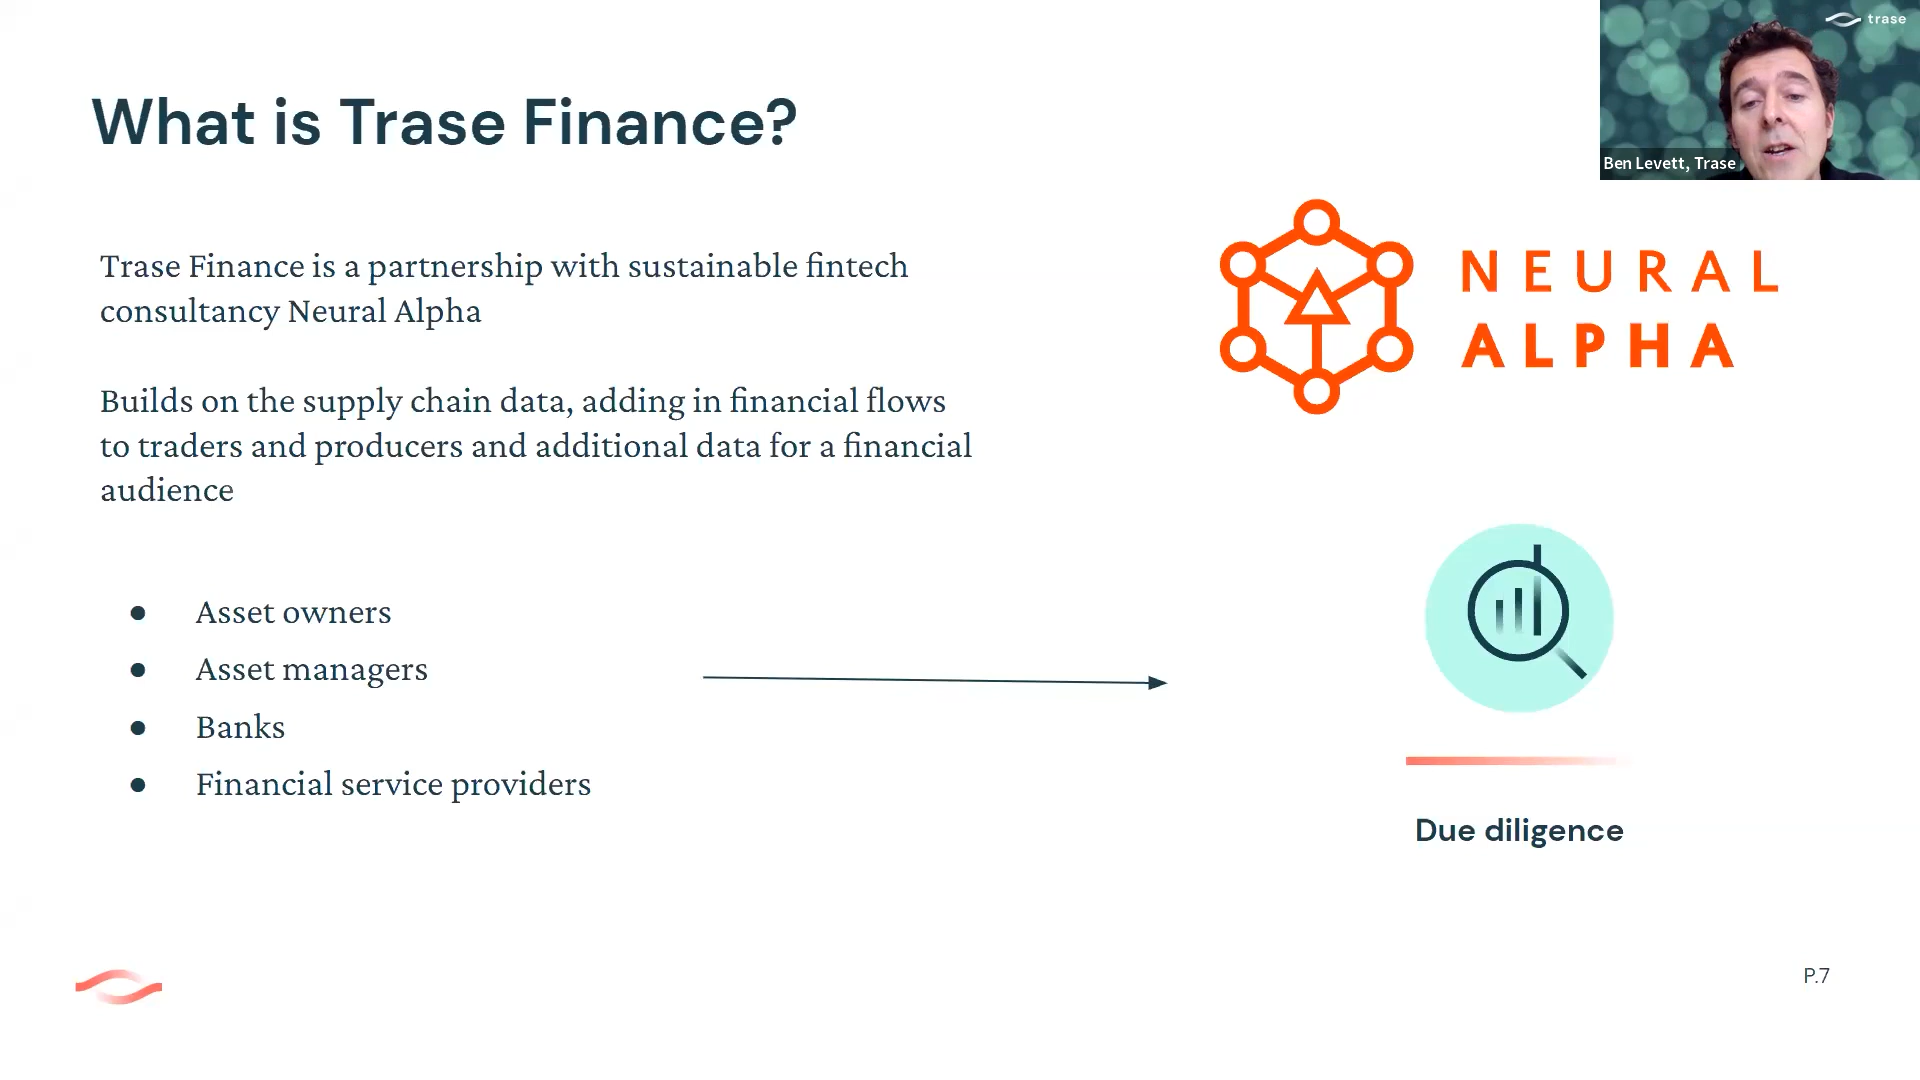 trase
Ben Levett, Trase
What is Trase Finance?
Trase Finance is a partnership with sustainable fintech
consultancy Neural Alpha
NEURAL
ALPHA
Builds on the supply chain data, adding in financial flows
to traders and producers and additional data for a financial
audience
● Asset owners
● Asset managers
● Banks
● Financial service providers
Due diligence
P.7